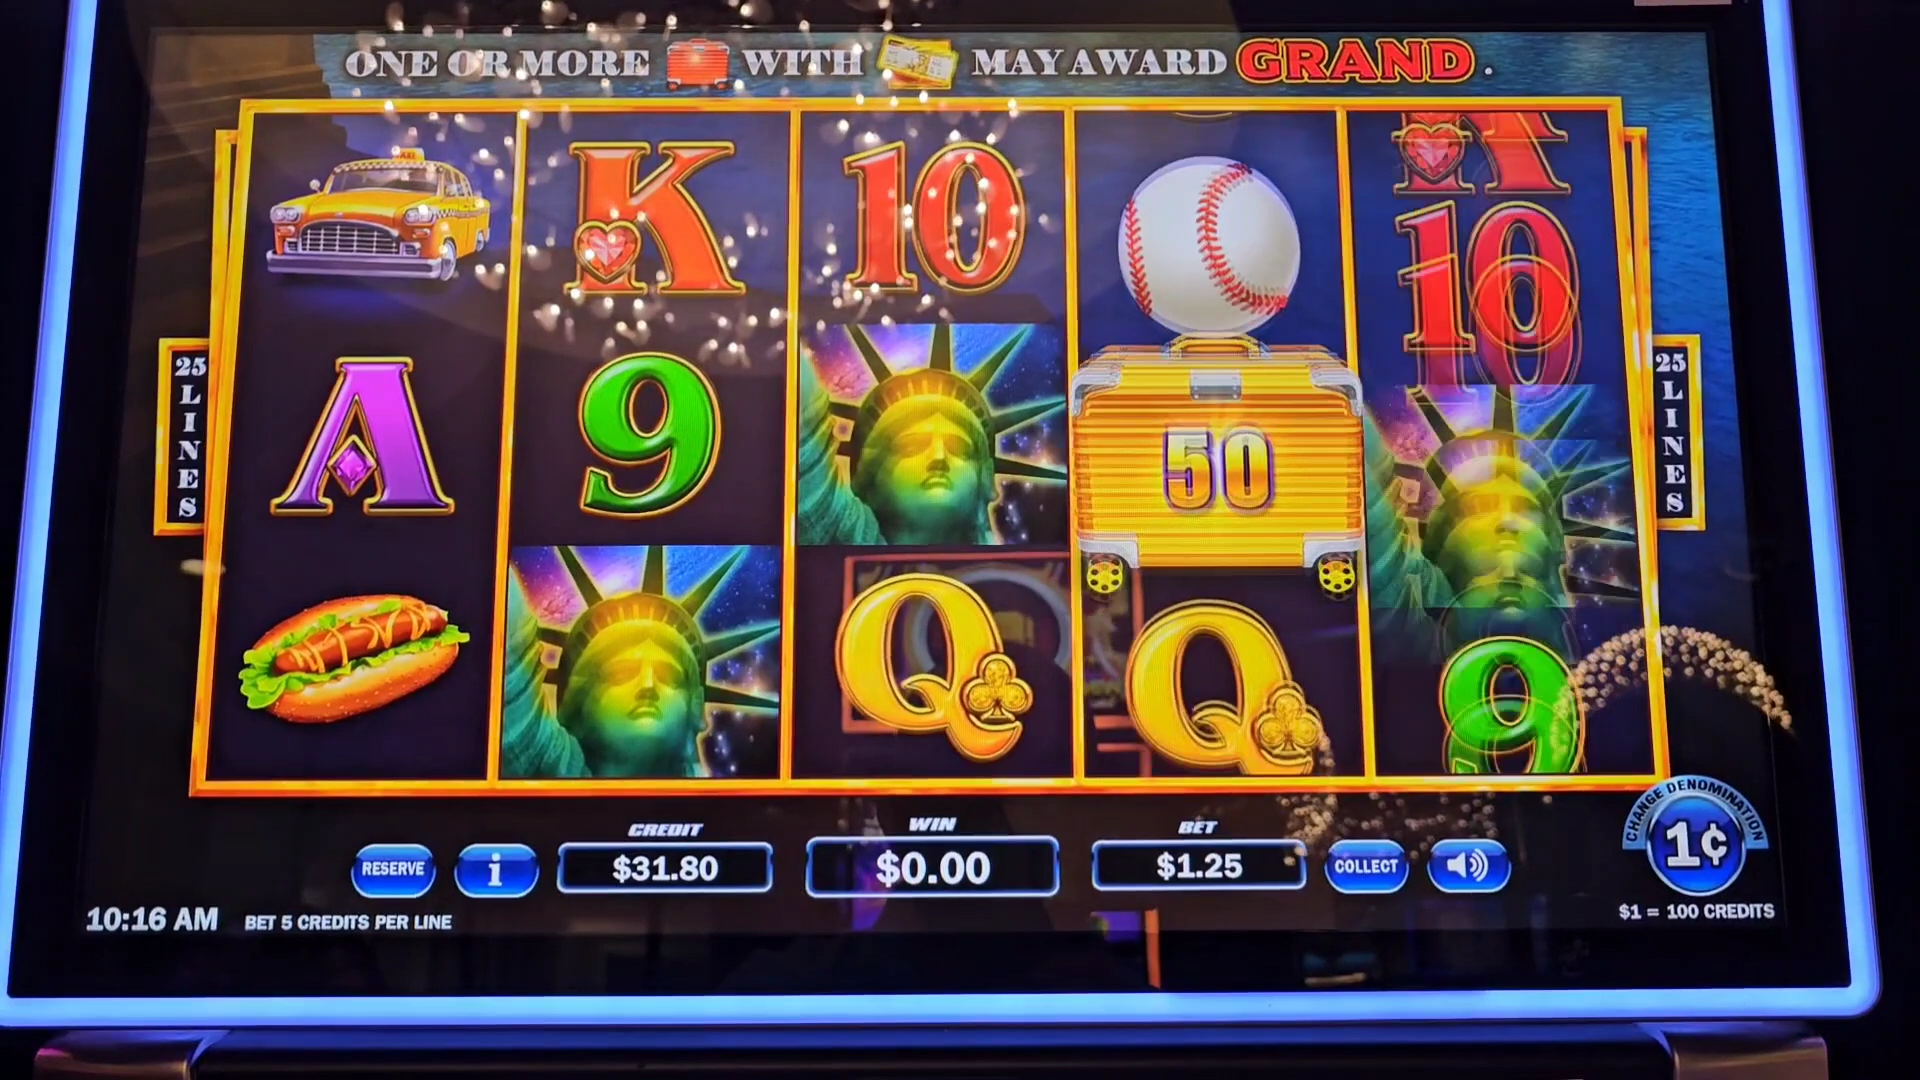 ONE OR MORE WITH MAY AWARD GRAND.
TAXI
K
10
K
10
25 LINES
A
9
50
25 LINES
Q
Q
9
CREDIT
WIN
BET
CHANGE DENOMINATION
1¢
RESERVE
i
$31.80
$0.00
$1.25
COLLECT
10:16 AM
BET 5 CREDITS PER LINE
$1 = 100 CREDITS